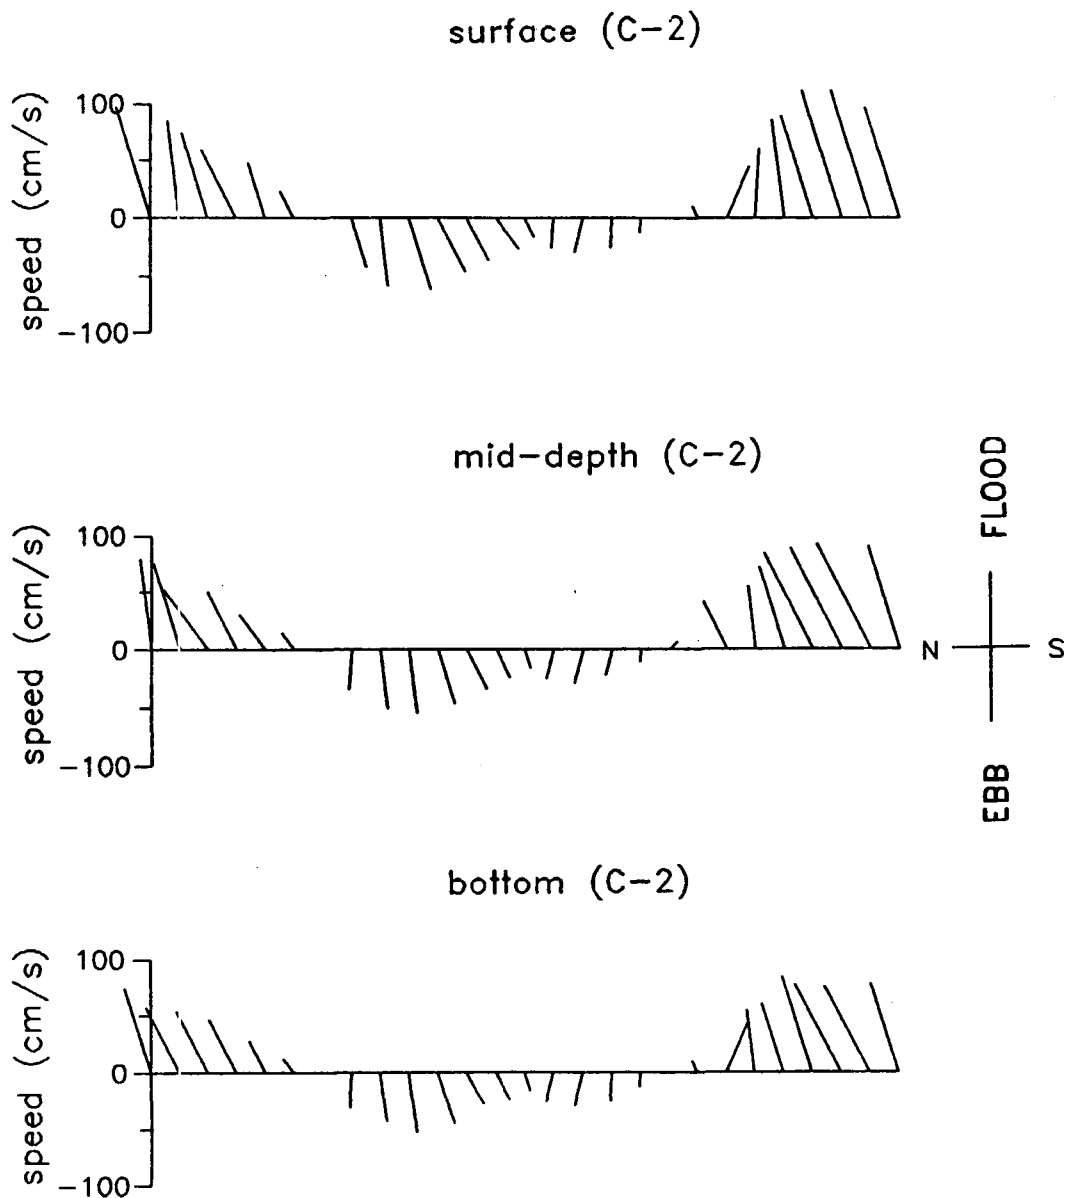 surface (C-2)
speed (cm/s)
100
0
-100
mid-depth (C-2)
speed (cm/s)
100
0
-100
FLOOD
N
S
EBB
bottom (C-2)
speed (cm/s)
100
0
-100